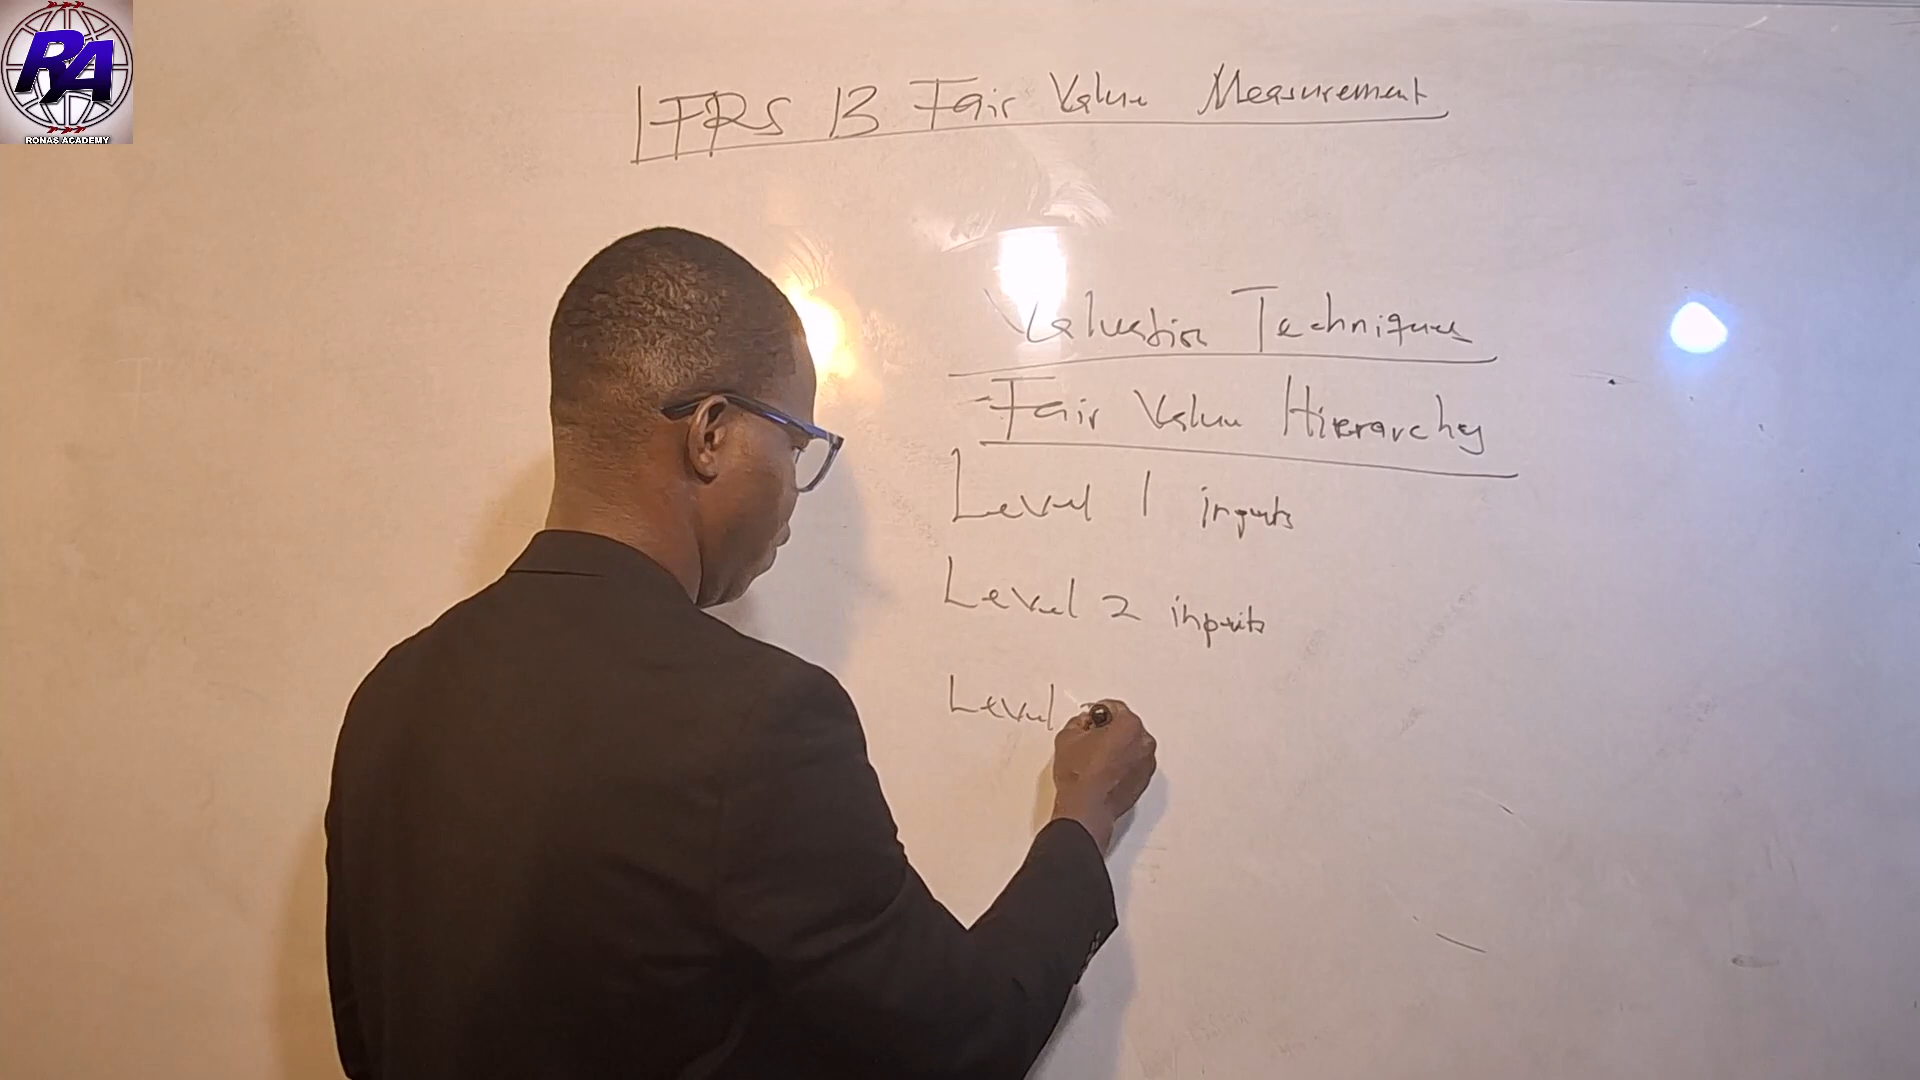 RA
RONAS ACADEMY
IFRS 13 Fair Value Measurement
Valuation Techniques
Fair Value Hierarchy
Level 1 inputs
Level 2 inputs
Level